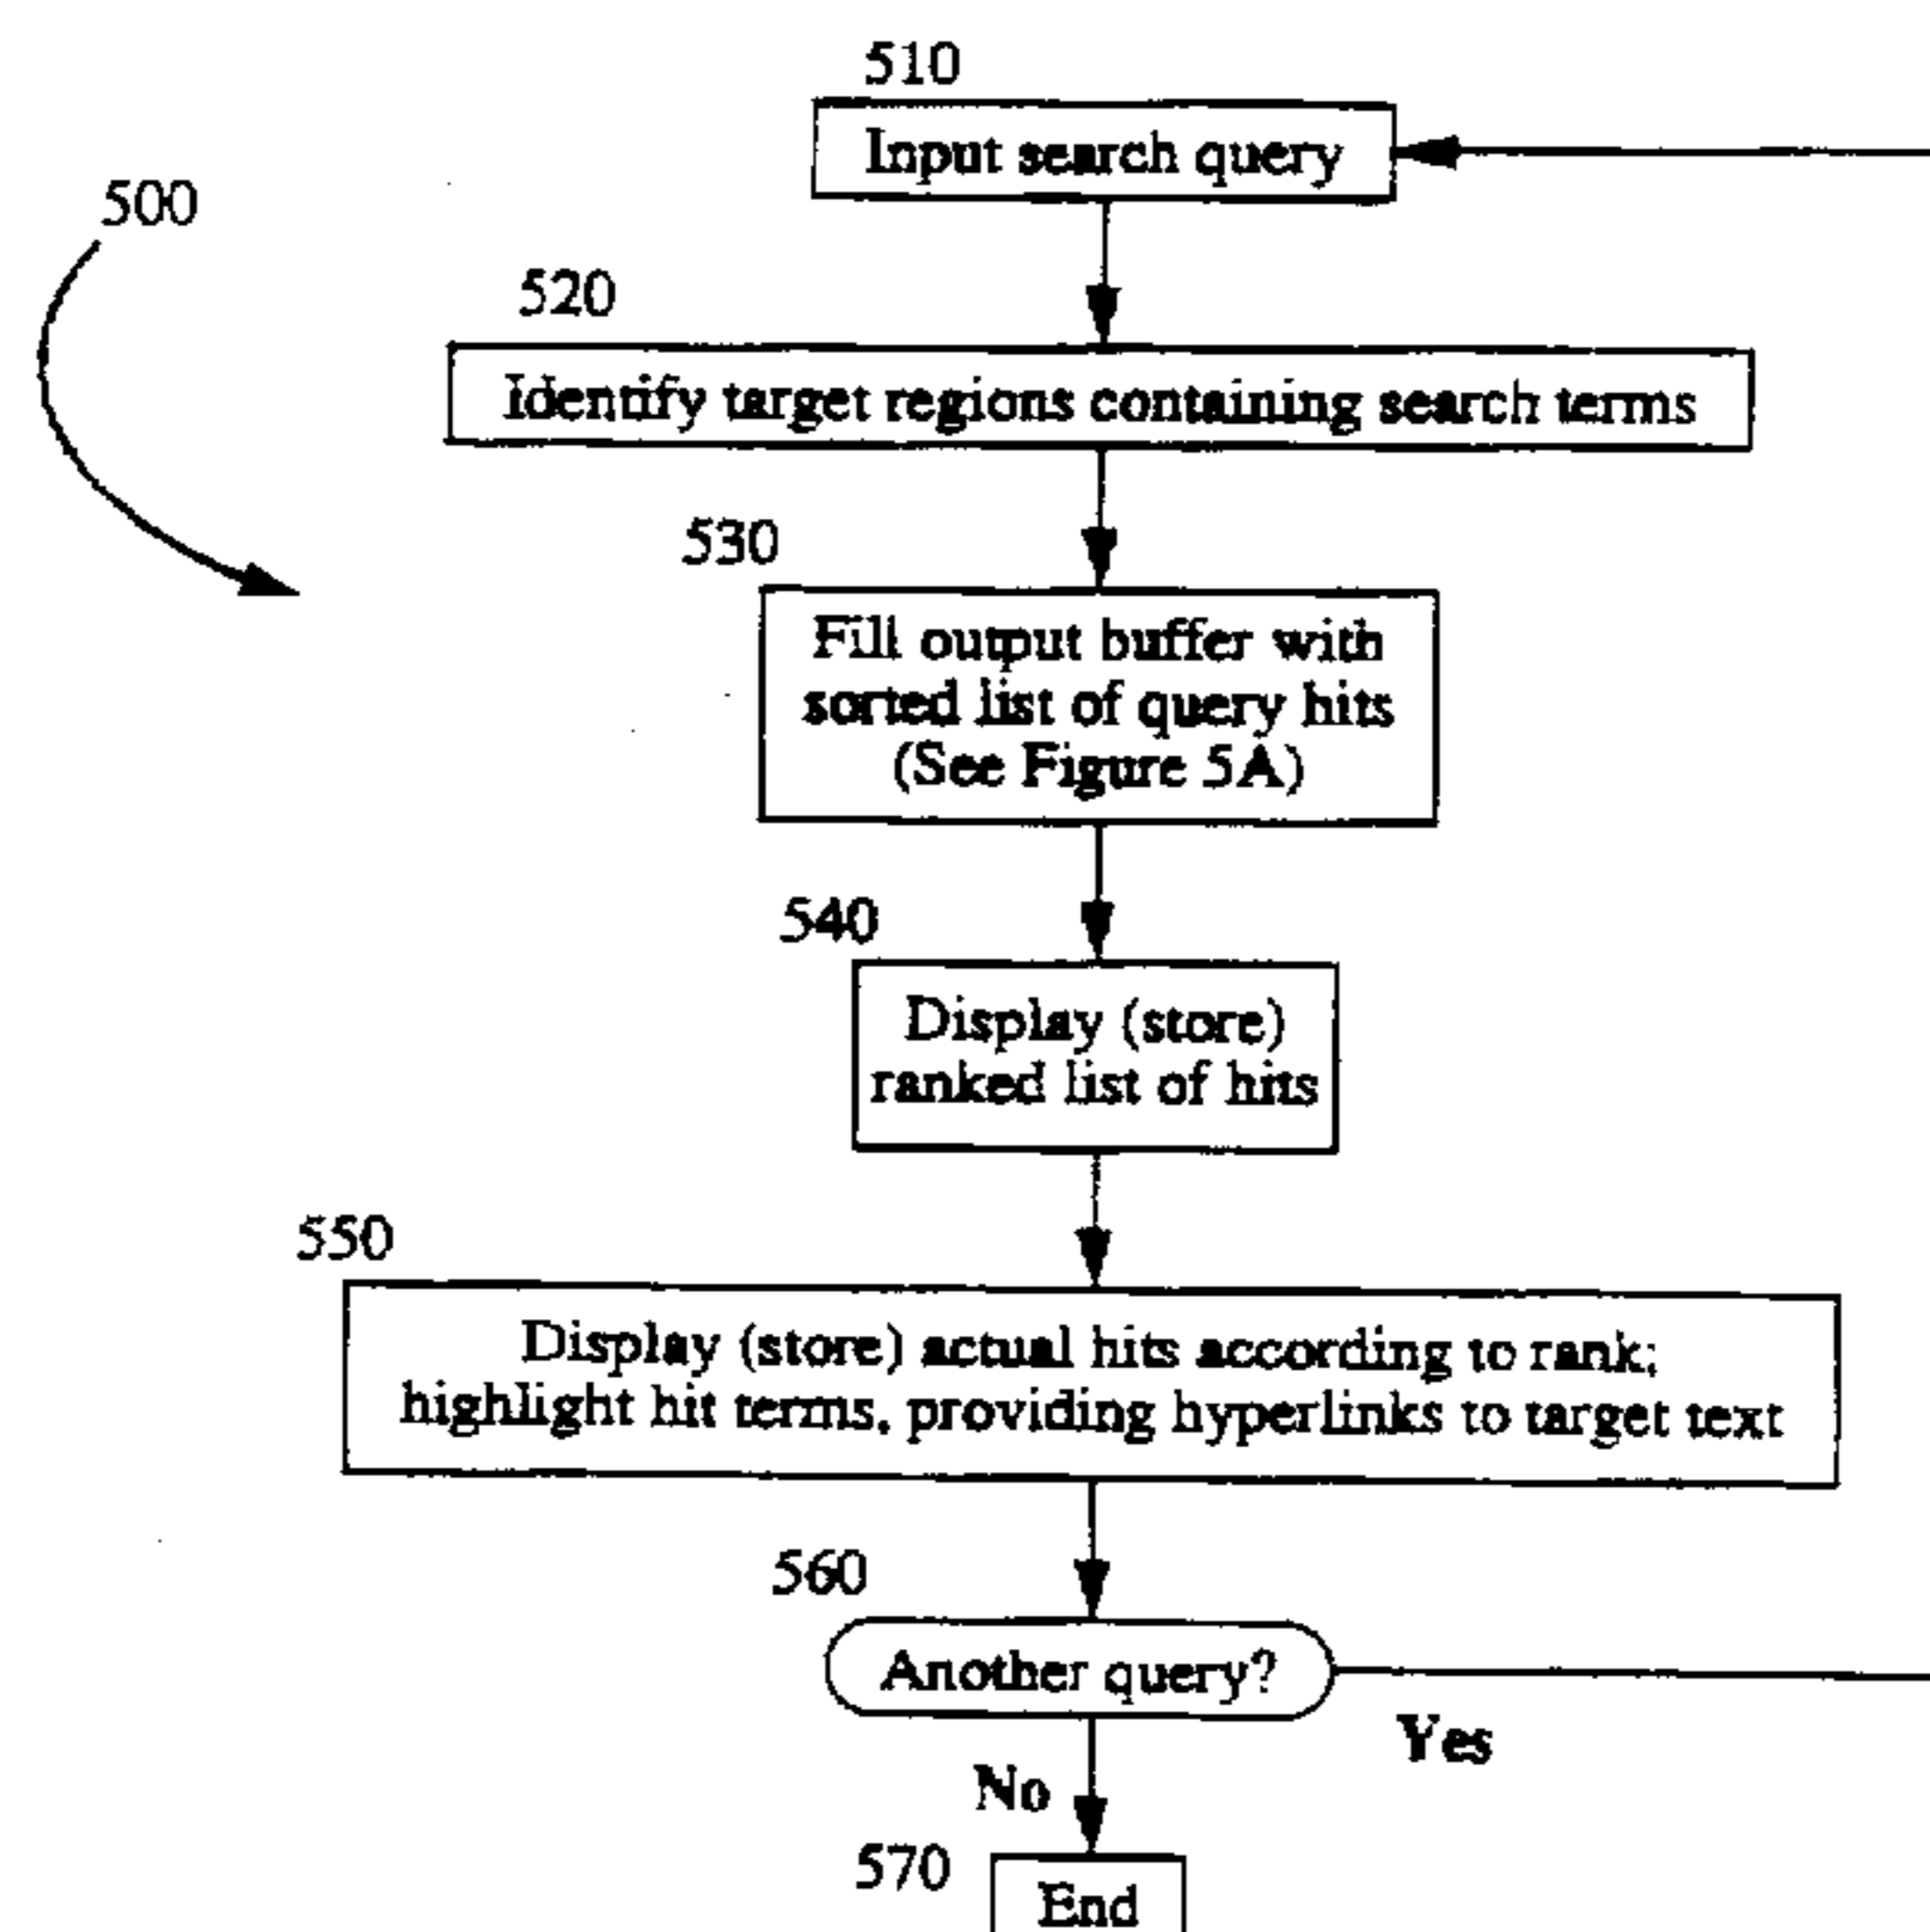 510
Input search query
500
520
Identify target regions containing search terms
530
Fill output buffer with
sorted list of query hits
(See Figure 5A)
540
Display (store)
ranked list of hits
550
Display (store) actual hits according to rank;
highlight hit terms, providing hyperlinks to target text
560
Another query?
Yes
No
570
End